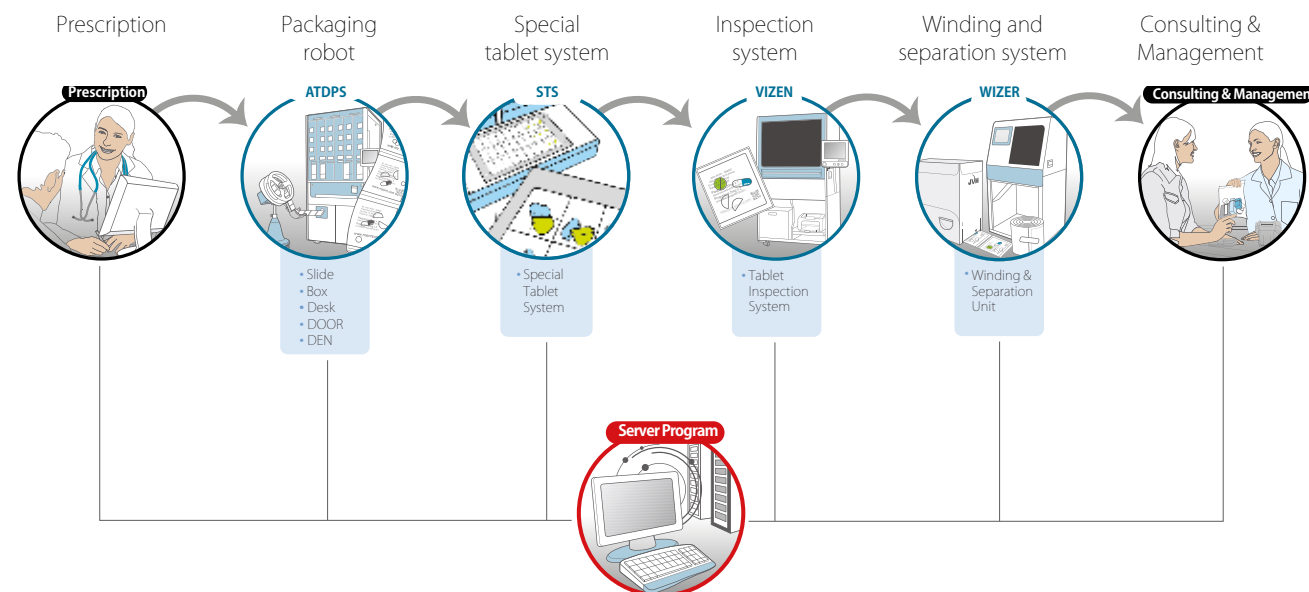 Prescription
Packaging
robot
Special
tablet system
Inspection
system
Winding and
separation system
Consulting &
Management
Prescription
ATDPS
STS
VIZEN
WIZER
Consulting & Managemen
• Slide
• Box
• Desk
• DOOR
• DEN
• Special
Tablet
System
• Tablet
Inspection
System
• Winding &
Separation
Unit
JVM
Server Program